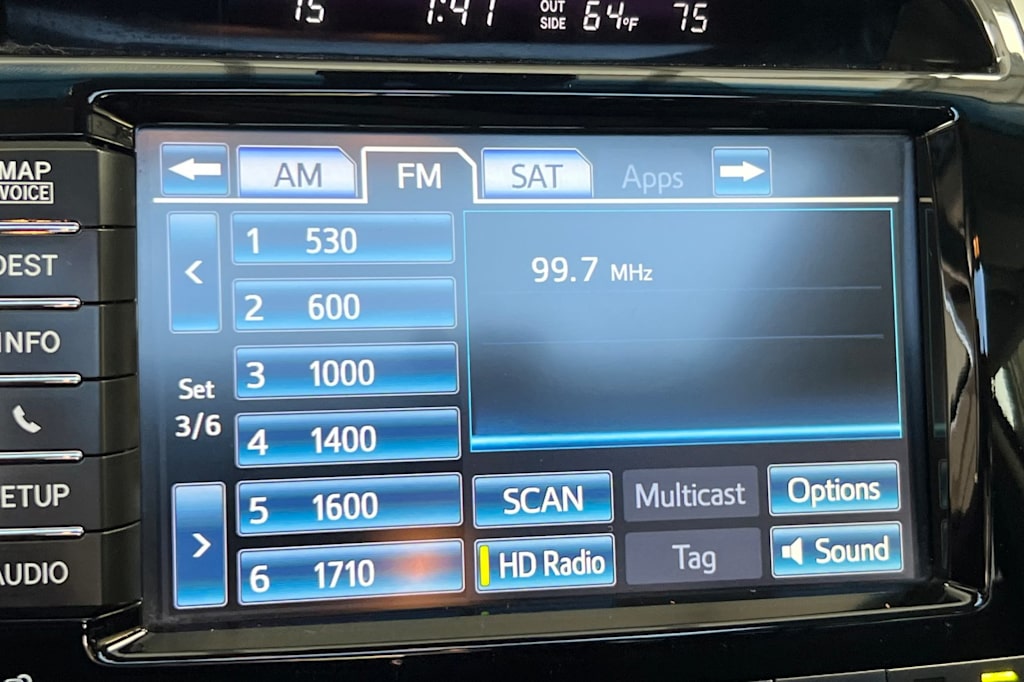 75 1:41 OUT SIDE 64°F 75
MAP
VOICE
DEST
INFO
SETUP
AUDIO
AM FM SAT Apps
1 530
2 600
3 1000
4 1400
5 1600
6 1710
Set
3/6
99.7 MHz
SCAN Multicast Options
HD Radio Tag Sound